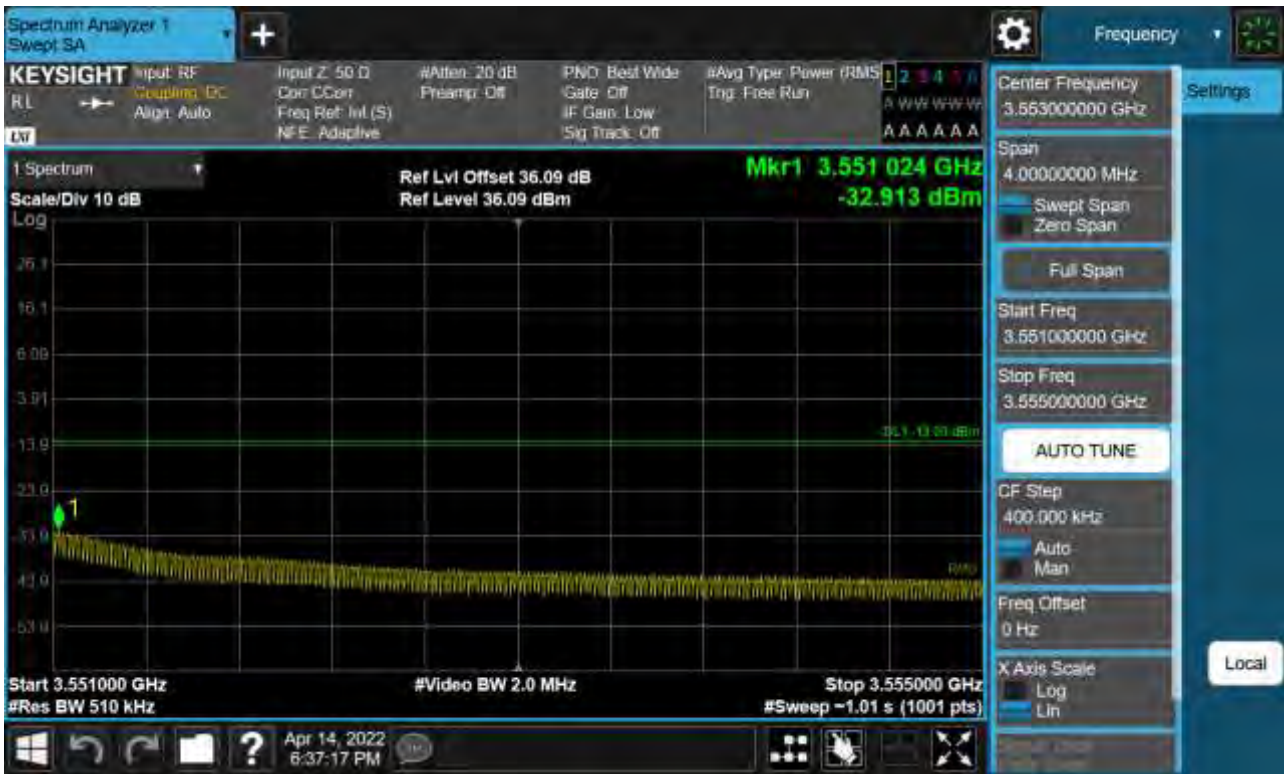 Spectrum Analyzer 1
Swept SA
Frequency
KEYSIGHT
RL
Input: RF
Coupling: DC
Align: Auto
Input Z: 50 Ω
Corr CCorr
Freq Ref: Int (S)
NFE: Adaptive
#Atten: 20 dB
Preamp: Off
PNO: Best Wide
Gate: Off
IF Gain: Low
Sig Track: Off
#Avg Type: Power (RMS
Trig: Free Run
1 2 3 4 5 6
A W W W W W
A A A A A A
1 Spectrum
Scale/Div 10 dB
Log
Ref Lvl Offset 36.09 dB
Ref Level 36.09 dBm
Mkr1 3.551 024 GHz
-32.913 dBm
26.1
16.1
6.09
-3.91
-13.9
DL1 -13.00 dBm
-23.9
1
-33.9
-43.9
-53.9
RMS
Start 3.551000 GHz
#Res BW 510 kHz
#Video BW 2.0 MHz
Stop 3.555000 GHz
#Sweep ~1.01 s (1001 pts)
Apr 14, 2022
6:37:17 PM
Center Frequency
3.553000000 GHz
Settings
Span
4.00000000 MHz
Swept Span
Zero Span
Full Span
Start Freq
3.551000000 GHz
Stop Freq
3.555000000 GHz
AUTO TUNE
CF Step
400.000 kHz
Auto
Man
Freq Offset
0 Hz
X Axis Scale
Log
Lin
Local